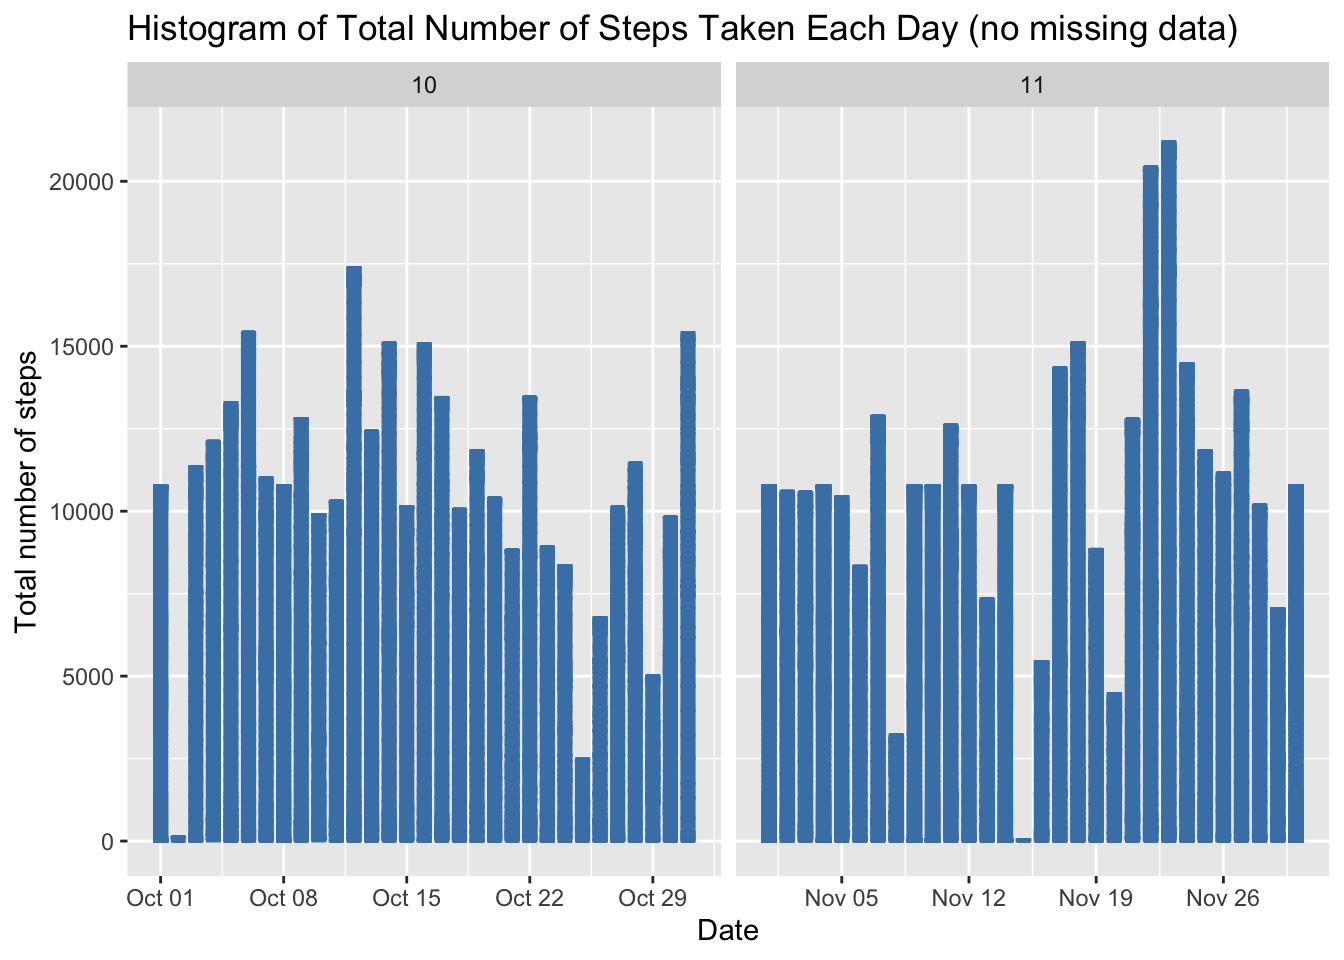 Histogram of Total Number of Steps Taken Each Day (no missing data)
10 11
20000
15000
10000
5000
0
Total number of steps
Oct 01 Oct 08 Oct 15 Oct 22 Oct 29 Nov 05 Nov 12 Nov 19 Nov 26
Date